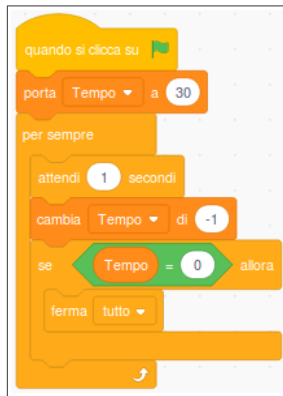 quando si clicca su
porta Tempo a 30
per sempre
attendi 1 secondi
cambia Tempo di -1
se Tempo = 0 allora
ferma tutto